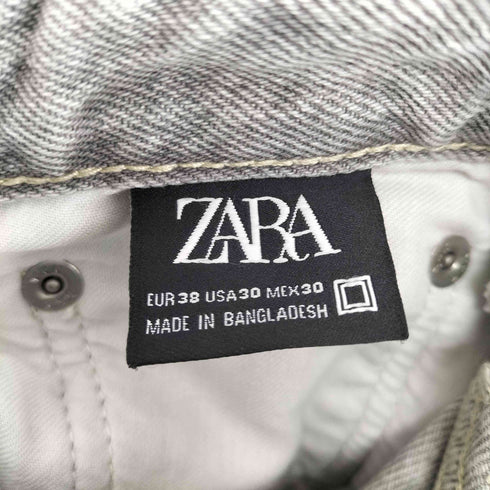 ZARA
EUR 38 USA 30 MEX 30
MADE IN BANGLADESH